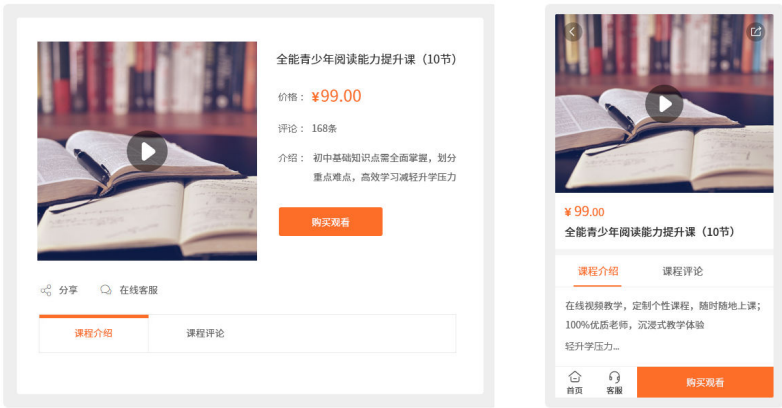 全能青少年阅读能力提升课（10节）
价格： ¥99.00
评论： 168条
介绍： 初中基础知识点需全面掌握，划分
重点难点，高效学习减轻升学压力
购买观看
分享 在线客服
课程介绍 课程评论
¥ 99.00
全能青少年阅读能力提升课（10节）
课程介绍 课程评论
在线视频教学，定制个性课程，随时随地上课；
100%优质老师，沉浸式教学体验
轻升学压力...
首页 客服 购买观看